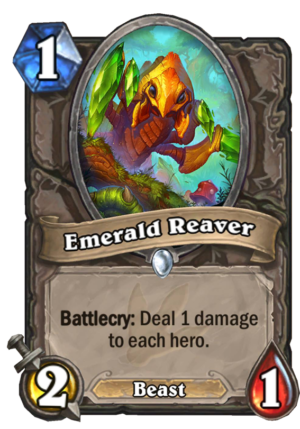 1
Emerald Reaver
Battlecry: Deal 1 damage
to each hero.
2
Beast
1